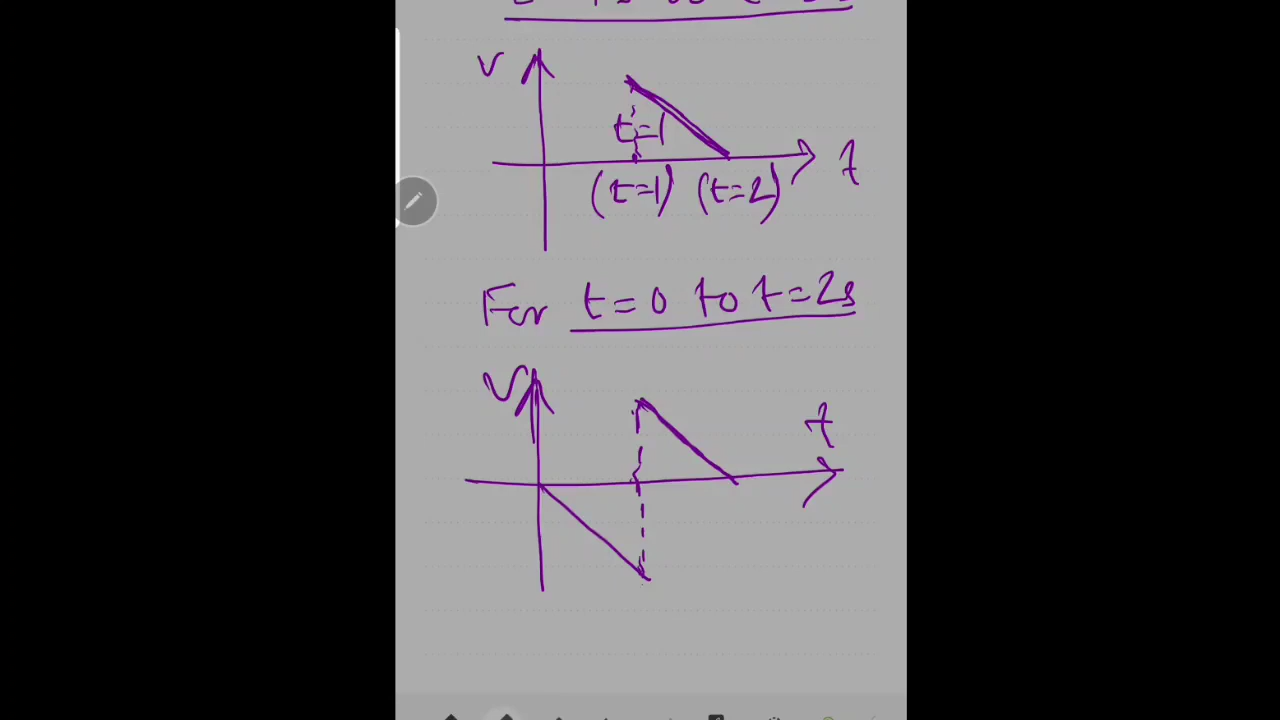 V
t=1
t
(t=1) (t=2)
For t=0 to t=2s
V
t